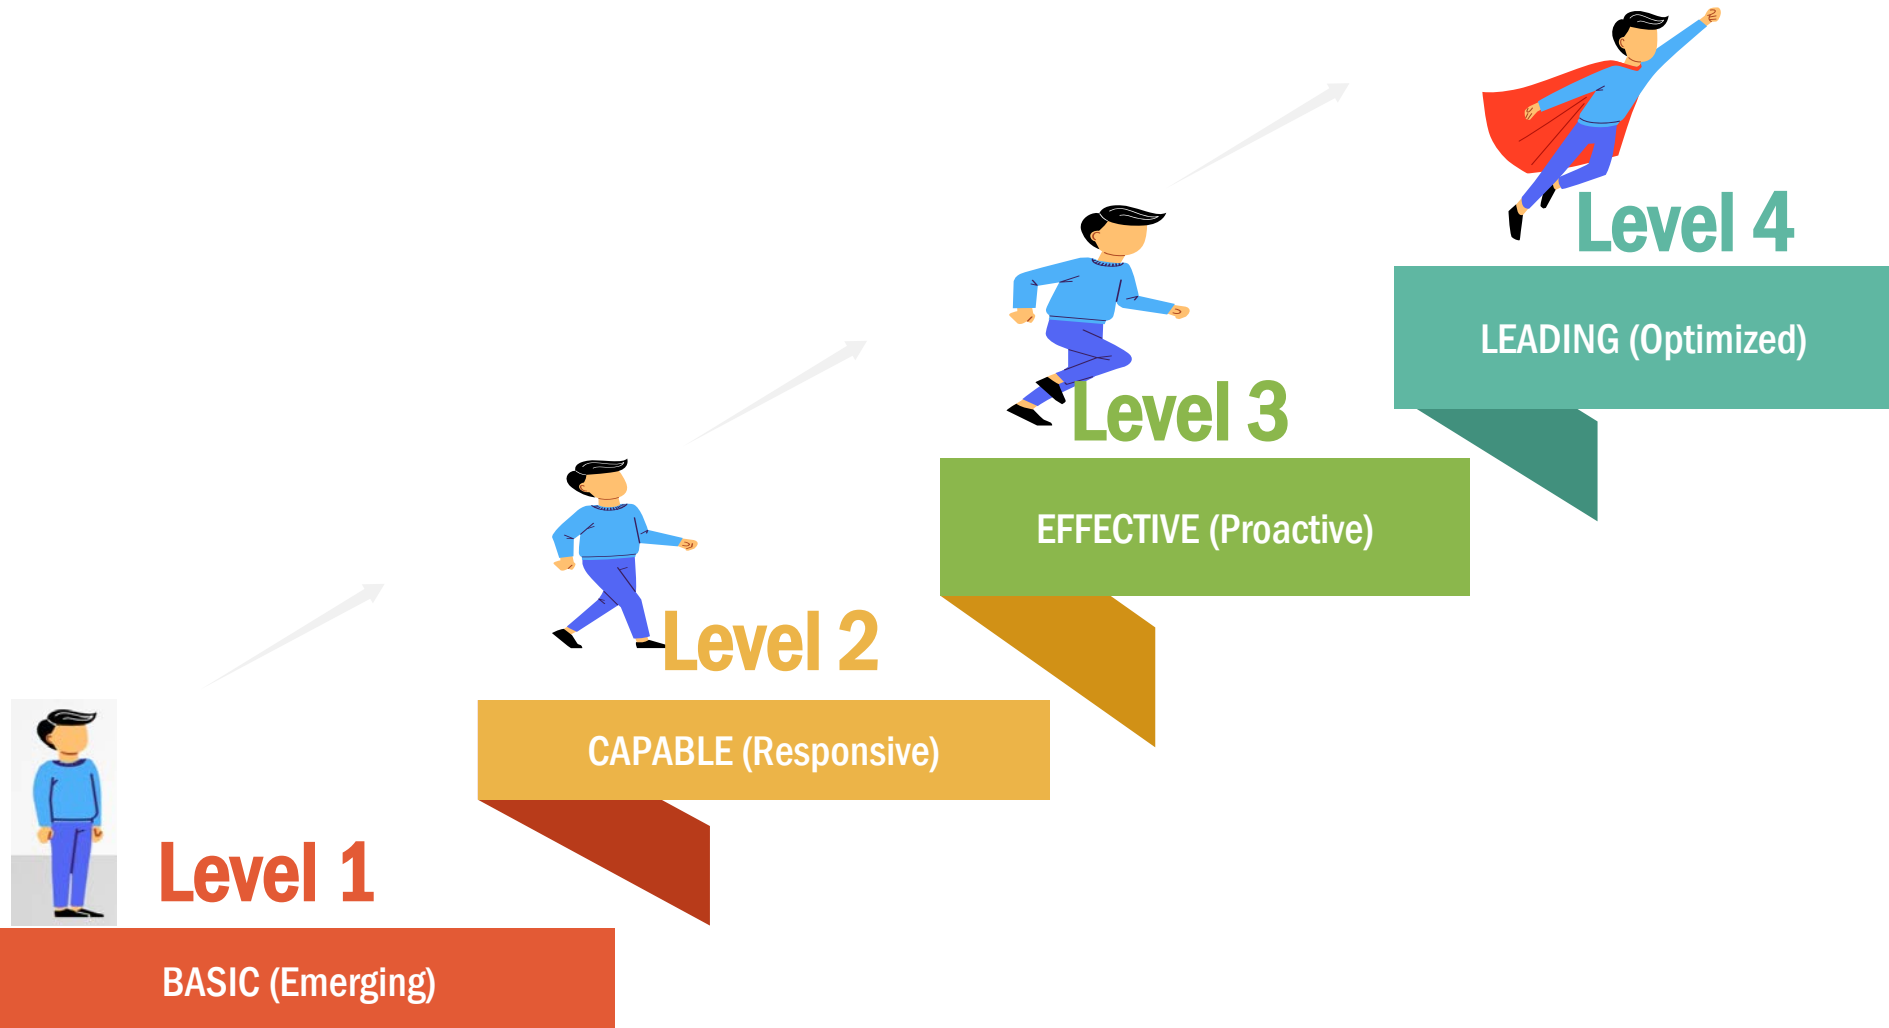 Level 1
BASIC (Emerging)
Level 2
CAPABLE (Responsive)
Level 3
EFFECTIVE (Proactive)
Level 4
LEADING (Optimized)